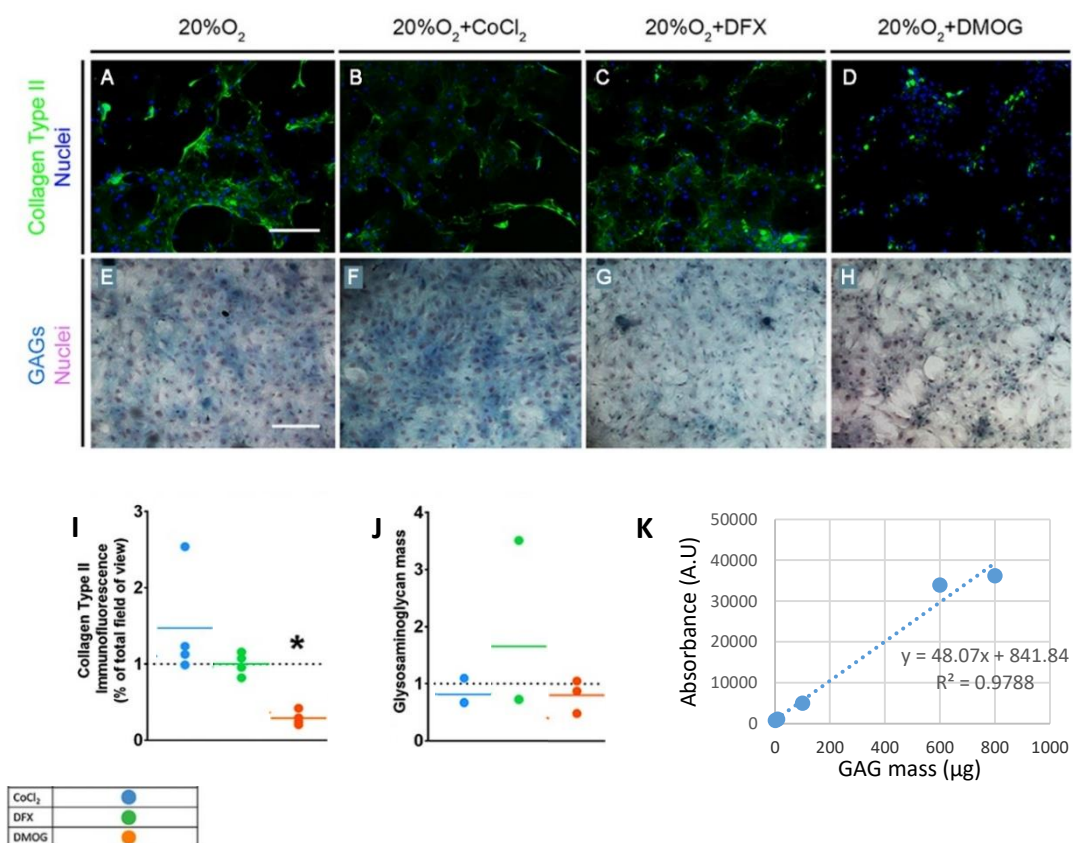 20%O₂ 20%O₂+CoCl₂ 20%O₂+DFX 20%O₂+DMOG
Collagen Type II
Nuclei
A B C D
GAGs
Nuclei
E F G H
I
Collagen Type II
Immunofluorescence
(% of total field of view)
3
2
1
0
*
J
Glysosaminoglycan mass
4
3
2
1
0
K
Absorbance (A.U)
50000
40000
30000
20000
10000
0
y = 48.07x + 841.84
R² = 0.9788
0 200 400 600 800 1000
GAG mass (µg)
CoCl₂
DFX
DMOG